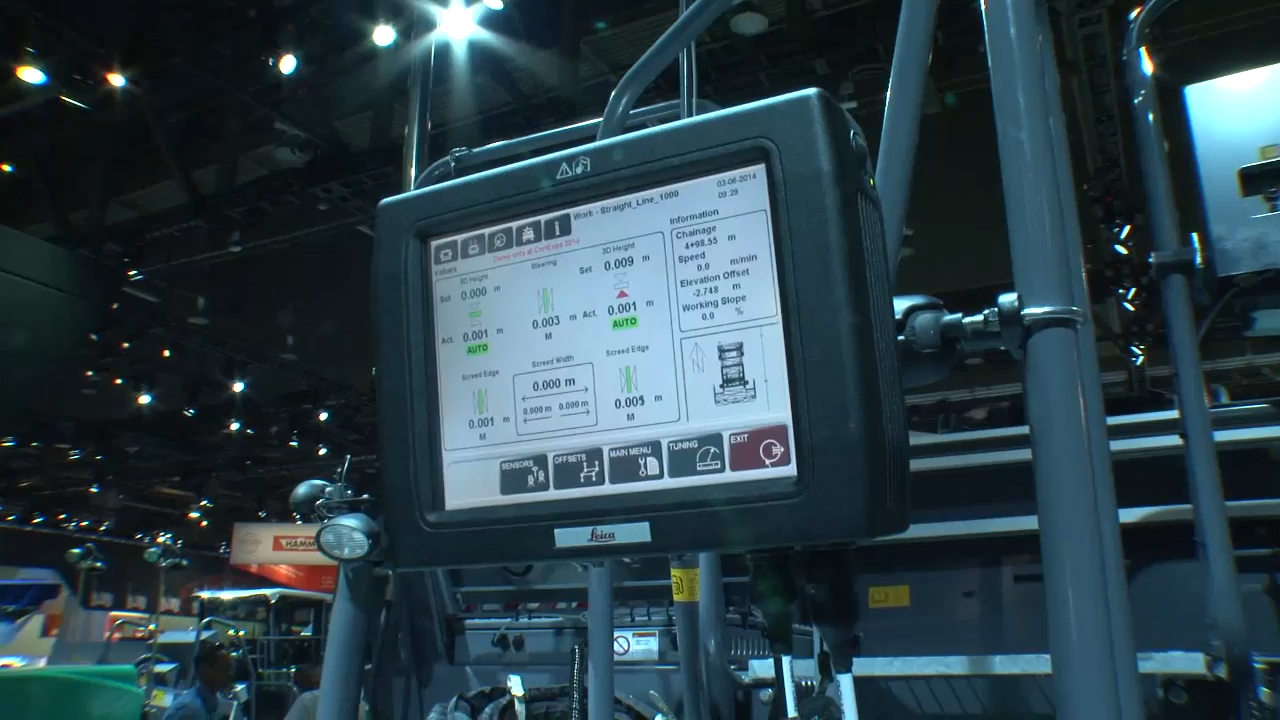 Work - Straight_Line_1000
03-06-2014
09:29
Demo only at ConExpo 2014
Values
3D Height
Set 0.000 m
Act. 0.001 m
AUTO
Steering
0.003 m
M
3D Height
Set 0.009 m
Act. 0.001 m
AUTO
Screed Edge
0.001 m
M
Screed Width
0.000 m
0.000 m 0.000 m
Screed Edge
0.005 m
M
Information
Chainage
4+98.55 m
Speed
0.0 m/min
Elevation Offset
-2.748 m
Working Slope
0.0 %
SENSORS
OFFSETS
MAIN MENU
TUNING
EXIT
Leica
HAMM